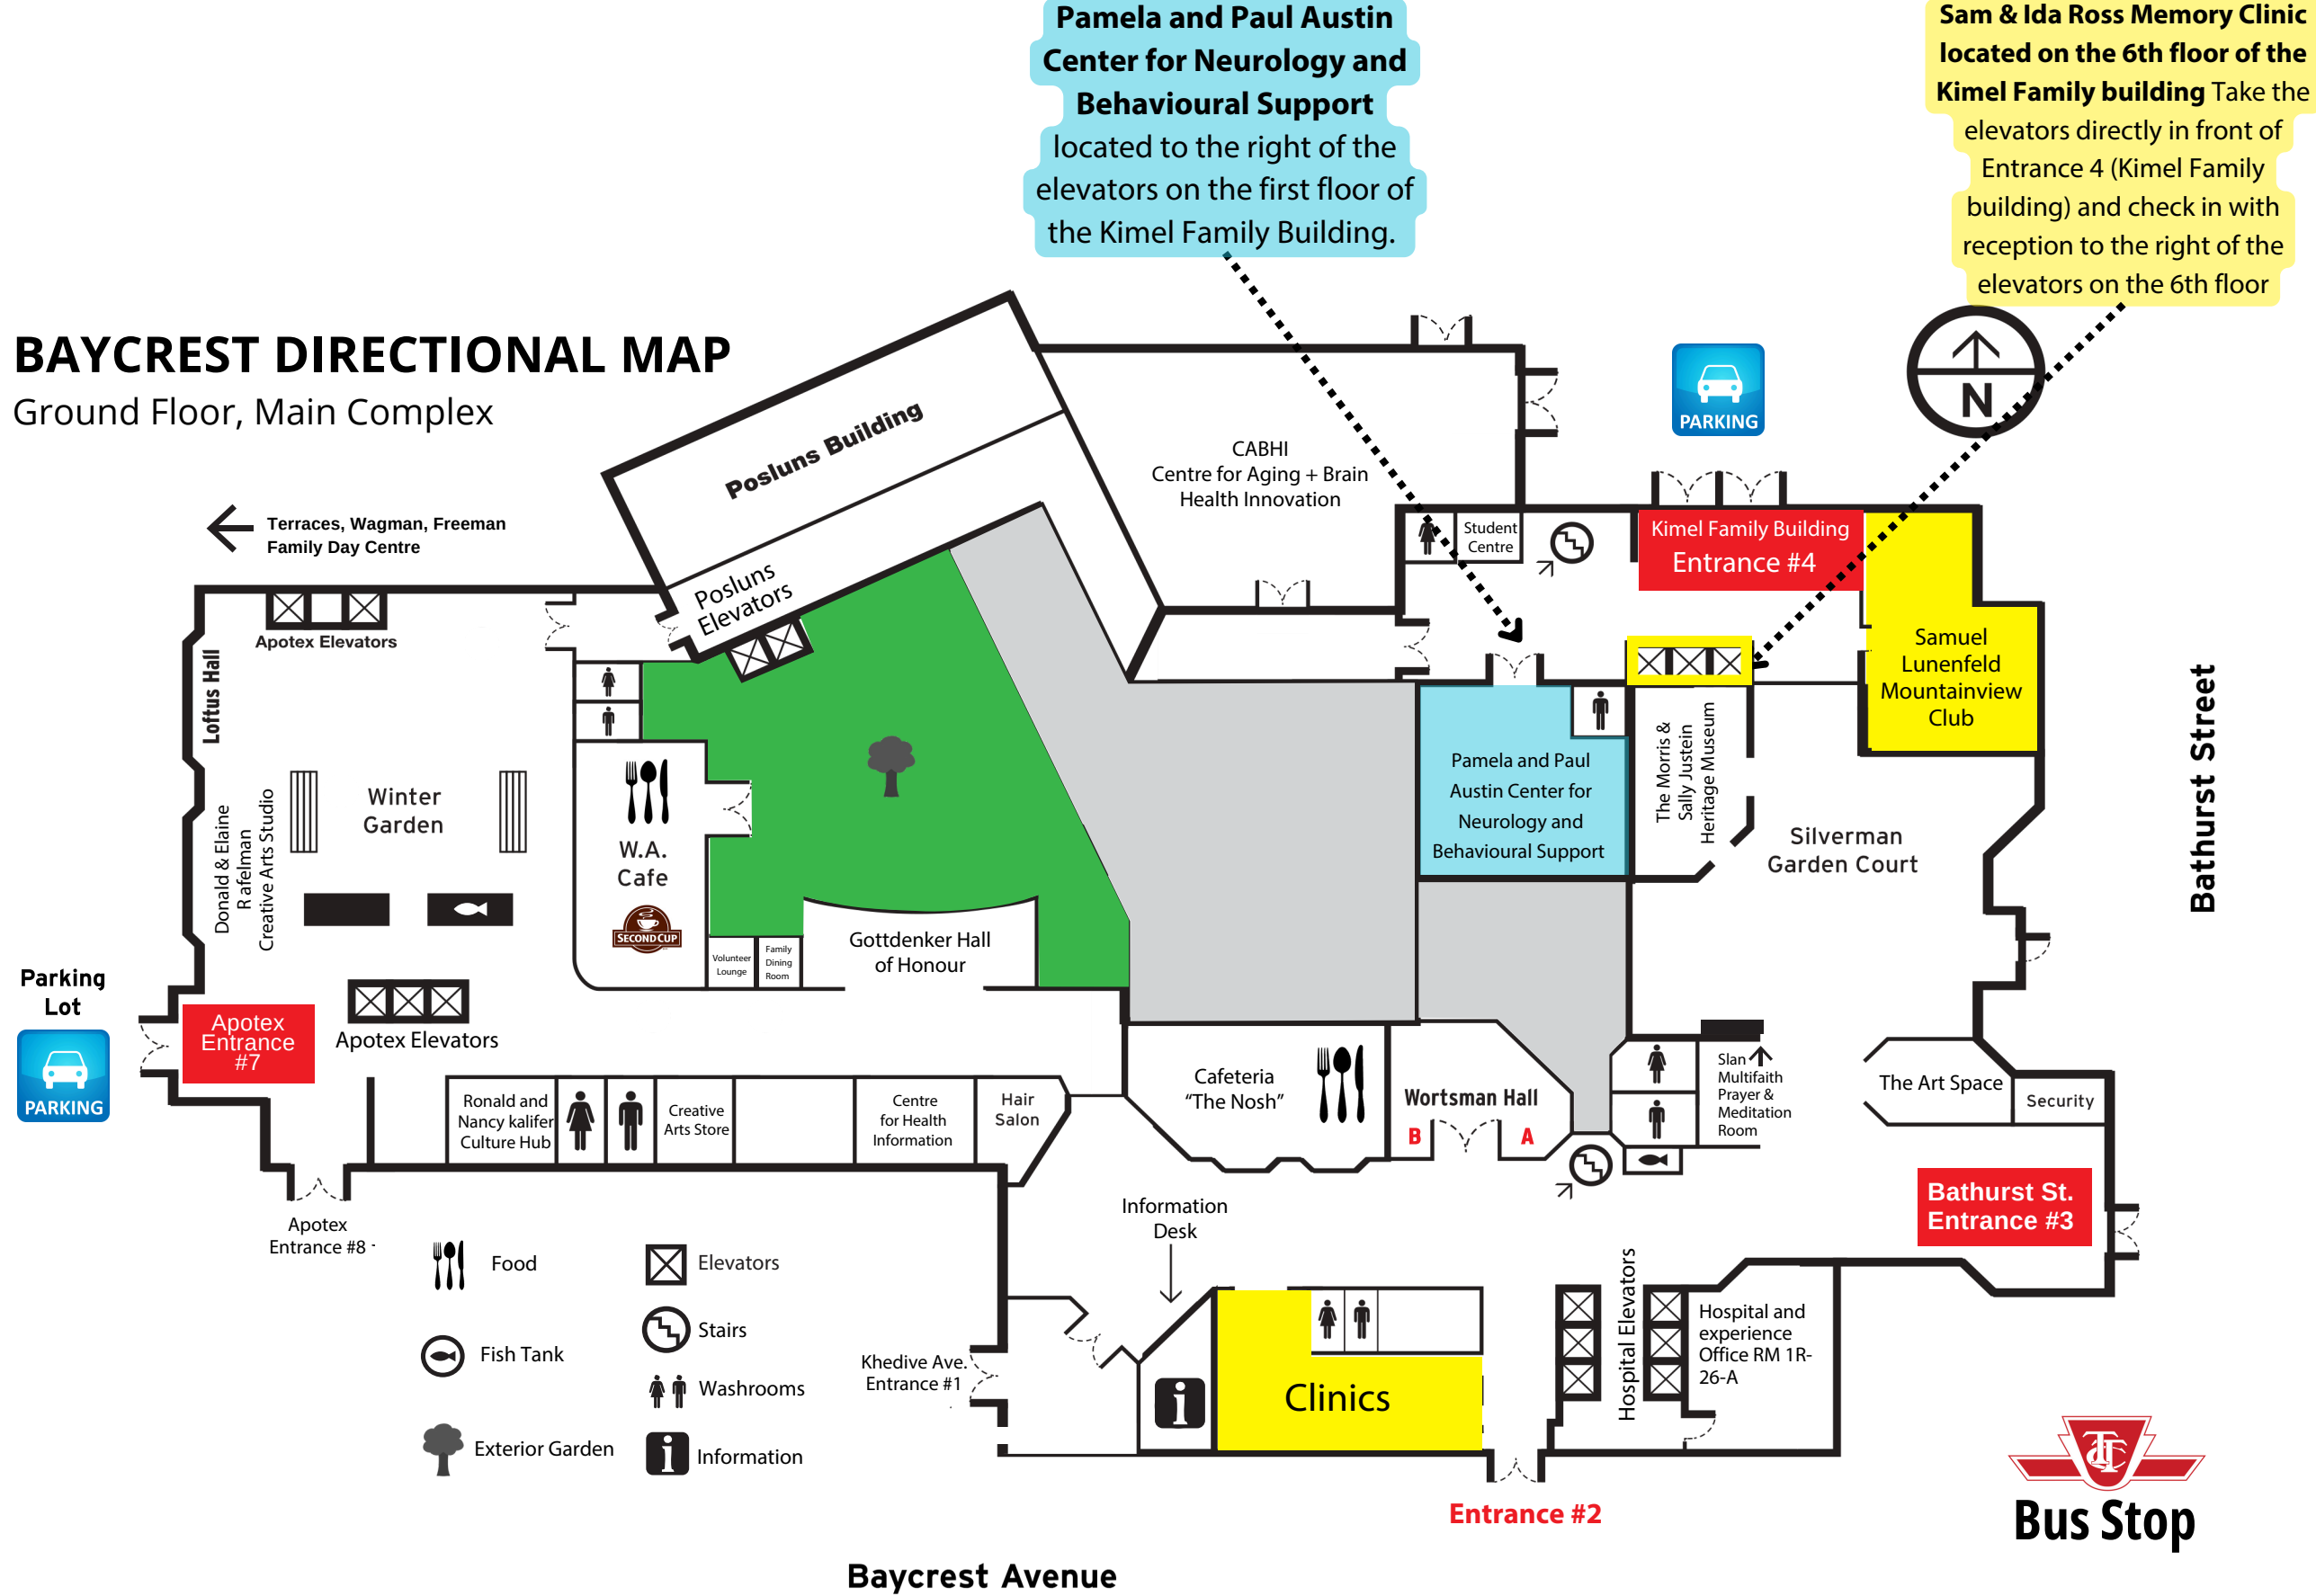 Pamela and Paul Austin
Center for Neurology and
Behavioural Support
located to the right of the
elevators on the first floor of
the Kimel Family Building.
Sam & Ida Ross Memory Clinic
located on the 6th floor of the
Kimel Family building Take the
elevators directly in front of
Entrance 4 (Kimel Family
building) and check in with
reception to the right of the
elevators on the 6th floor
BAYCREST DIRECTIONAL MAP
Ground Floor, Main Complex
N
PARKING
Posluns Building
CABHI
Centre for Aging + Brain
Health Innovation
Terraces, Wagman, Freeman
Family Day Centre
Student
Centre
Kimel Family Building
Entrance #4
Posluns
Elevators
Apotex Elevators
Samuel
Lunenfeld
Mountainview
Club
Loftus Hall
Bathurst Street
The Morris &
Sally Justein
Heritage Museum
Pamela and Paul
Austin Center for
Neurology and
Behavioural Support
Winter
Garden
Donald & Elaine
R afelman
Creative Arts Studio
W.A.
Cafe
SECOND CUP
Silverman
Garden Court
Volunteer
Lounge
Family
Dining
Room
Gottdenker Hall
of Honour
Parking
Lot
PARKING
Apotex
Entrance
#7
Apotex Elevators
Ronald and
Nancy kalifer
Culture Hub
Creative
Arts Store
Centre
for Health
Information
Hair
Salon
Cafeteria
"The Nosh"
Wortsman Hall
B
A
Slan
Multifaith
Prayer &
Meditation
Room
The Art Space
Security
Bathurst St.
Entrance #3
Apotex
Entrance #8 -
Information
Desk
Food
Elevators
Fish Tank
Stairs
Washrooms
Exterior Garden
i Information
Khedive Ave.
Entrance #1
i
Clinics
Hospital Elevators
Hospital and
experience
Office RM 1R-
26-A
Entrance #2
TTC
Bus Stop
Baycrest Avenue